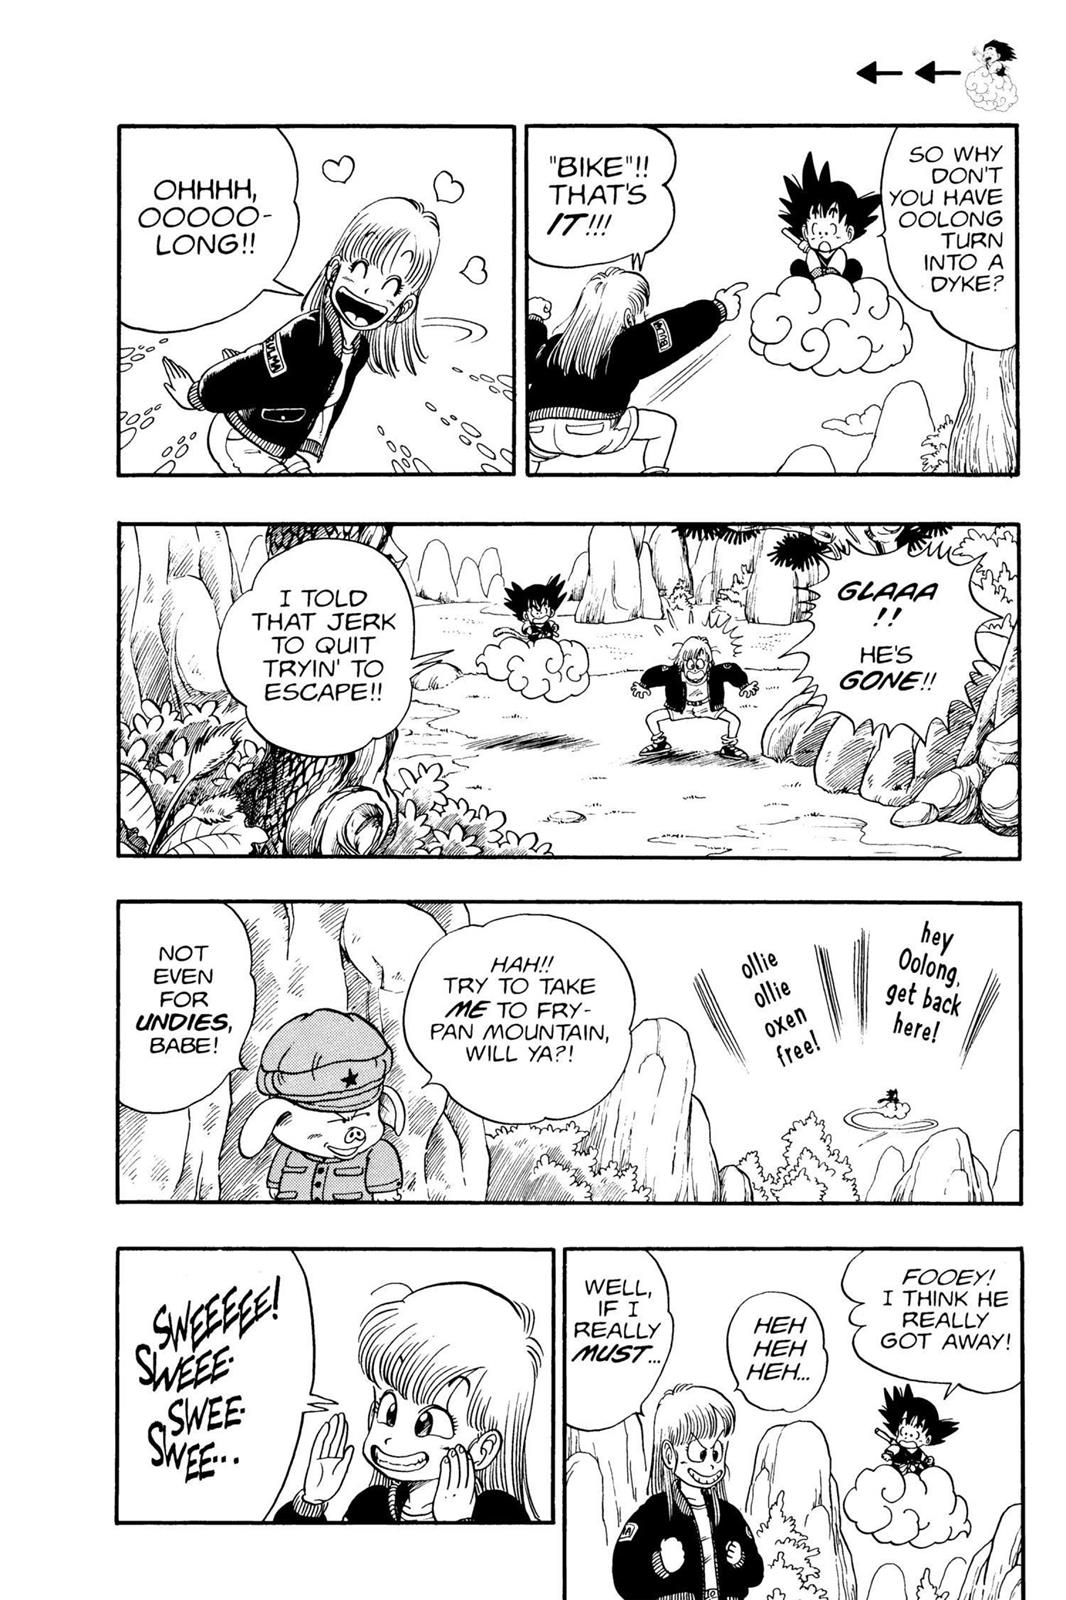 SO WHY
DON'T
YOU HAVE
OOLONG
TURN
INTO A
DYKE?
"BIKE"!!
THAT'S
IT!!!
BULMA
OHHHH,
OOOOO-
LONG!!
BULMA
GLAAA
!!
HE'S
GONE!!
I TOLD
THAT JERK
TO QUIT
TRYIN' TO
ESCAPE!!
hey
Oolong,
get back
here!
ollie
ollie
oxen
free!
HAH!!
TRY TO TAKE
ME TO FRY-
PAN MOUNTAIN,
WILL YA?!
NOT
EVEN
FOR
UNDIES,
BABE!
FOOEY!
I THINK HE
REALLY
GOT AWAY!
HEH
HEH
HEH...
WELL,
IF I
REALLY
MUST...
SWEEEEE!
SWEEE-
SWEE-
SWEE...